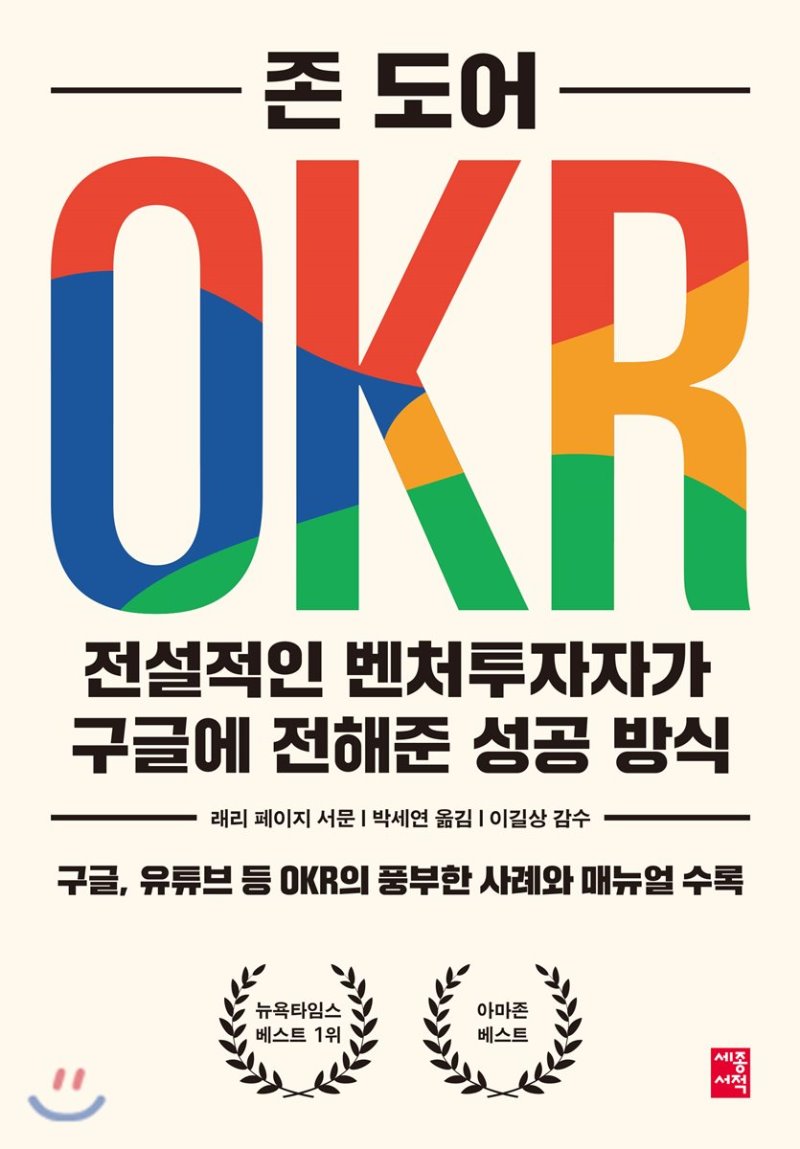 존 도어
OKR
전설적인 벤처투자자가
구글에 전해준 성공 방식
래리 페이지 서문 | 박세연 옮김 | 이길상 감수
구글, 유튜브 등 OKR의 풍부한 사례와 매뉴얼 수록
뉴욕타임스
베스트 1위
아마존
베스트
세종
서적